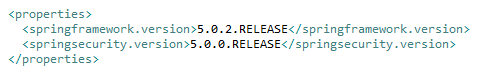 <properties>
<springframework.version>5.0.2.RELEASE</springframework.version>
<springsecurity.version>5.0.0.RELEASE</springsecurity.version>
</properties>